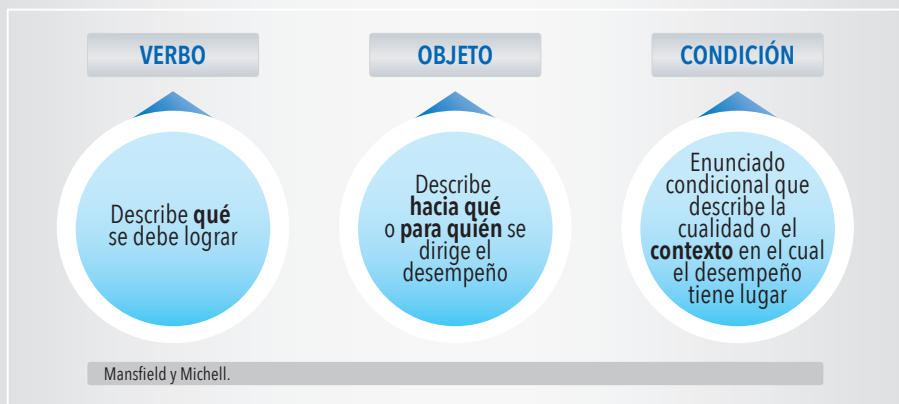 VERBO
OBJETO
CONDICIÓN
Describe qué
se debe lograr
Describe
hacia qué
o para quién se
dirige el
desempeño
Enunciado
condicional que
describe la
cualidad o el
contexto en el cual
el desempeño
tiene lugar
Mansfield y Michell.